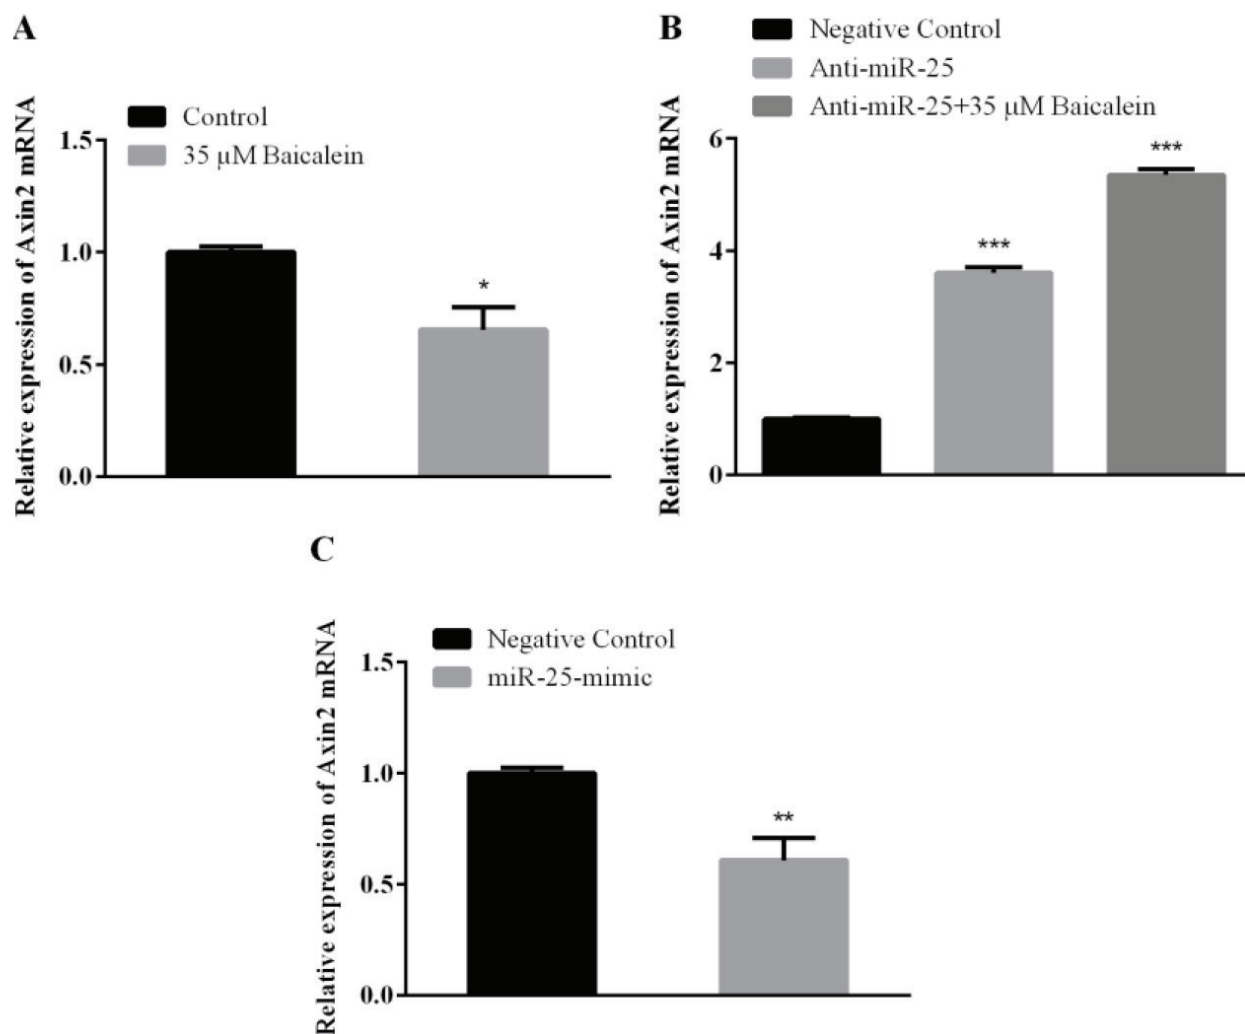 A
Relative expression of Axin2 mRNA
Control
35 μM Baicalein
1.5
1.0
0.5
0.0
*
B
Relative expression of Axin2 mRNA
Negative Control
Anti-miR-25
Anti-miR-25+35 μM Baicalein
6
4
2
0
***
***
C
Relative expression of Axin2 mRNA
Negative Control
miR-25-mimic
1.5
1.0
0.5
0.0
**